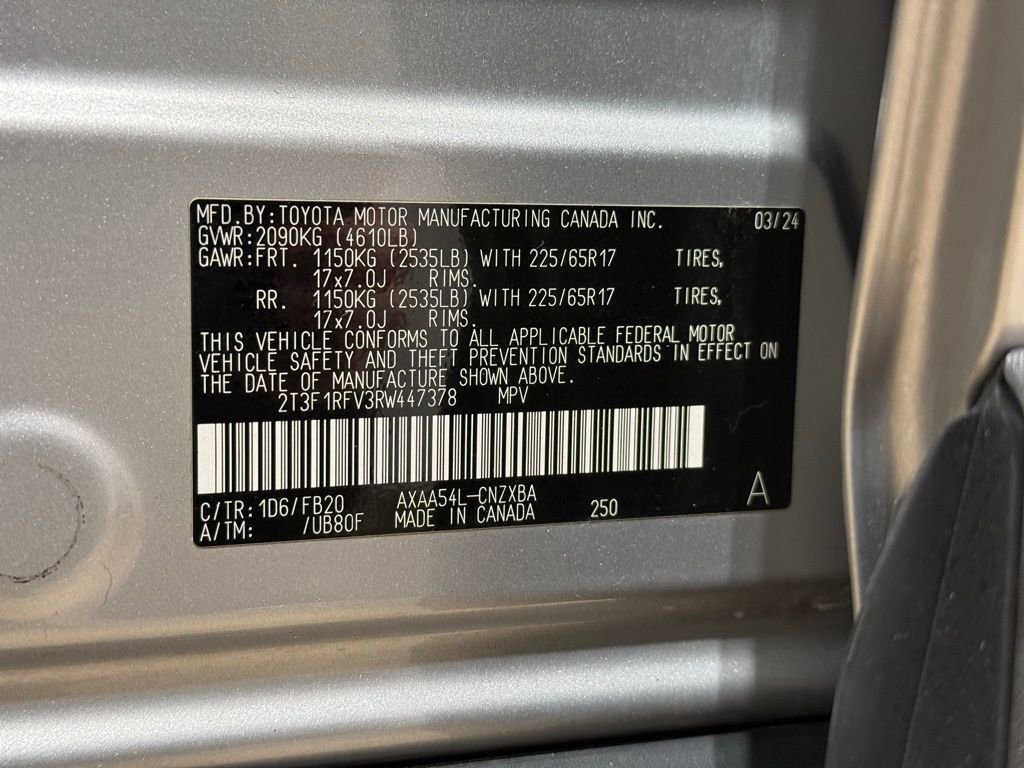 MFD.BY:TOYOTA MOTOR MANUFACTURING CANADA INC. 03/24
GVWR:2090KG (4610LB)
GAWR:FRT. 1150KG (2535LB) WITH 225/65R17 TIRES,
17x7.0J RIMS.
RR. 1150KG (2535LB) WITH 225/65R17 TIRES,
17x7.0J RIMS.
THIS VEHICLE CONFORMS TO ALL APPLICABLE FEDERAL MOTOR
VEHICLE SAFETY AND THEFT PREVENTION STANDARDS IN EFFECT ON
THE DATE OF MANUFACTURE SHOWN ABOVE.
2T3F1RFV3RW447378 MPV
C/TR:1D6/FB20 AXAA54L-CNZXBA A
A/TM: /UB80F MADE IN CANADA 250